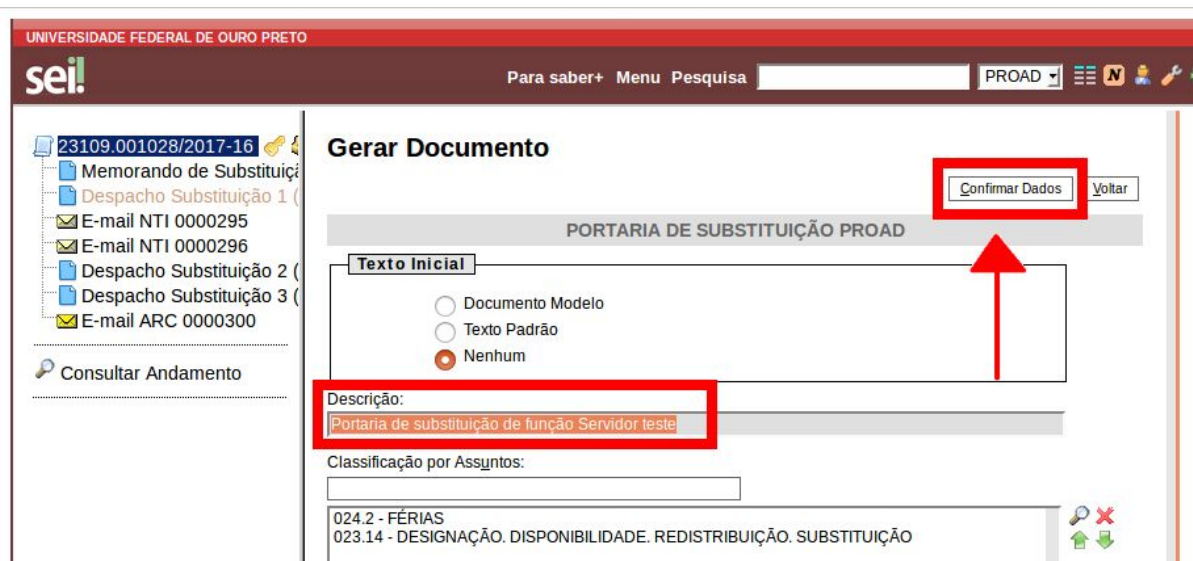 UNIVERSIDADE FEDERAL DE OURO PRETO
sei!
Para saber+ Menu Pesquisa PROAD N
23109.001028/2017-16
Memorando de Substituiçã
Despacho Substituição 1 (
E-mail NTI 0000295
E-mail NTI 0000296
Despacho Substituição 2 (
Despacho Substituição 3 (
E-mail ARC 0000300
Consultar Andamento
Gerar Documento
Confirmar Dados Voltar
PORTARIA DE SUBSTITUIÇÃO PROAD
Texto Inicial
Documento Modelo
Texto Padrão
Nenhum
Descrição:
Portaria de substituição de função Servidor teste
Classificação por Assuntos:
024.2 - FÉRIAS
023.14 - DESIGNAÇÃO. DISPONIBILIDADE. REDISTRIBUIÇÃO. SUBSTITUIÇÃO